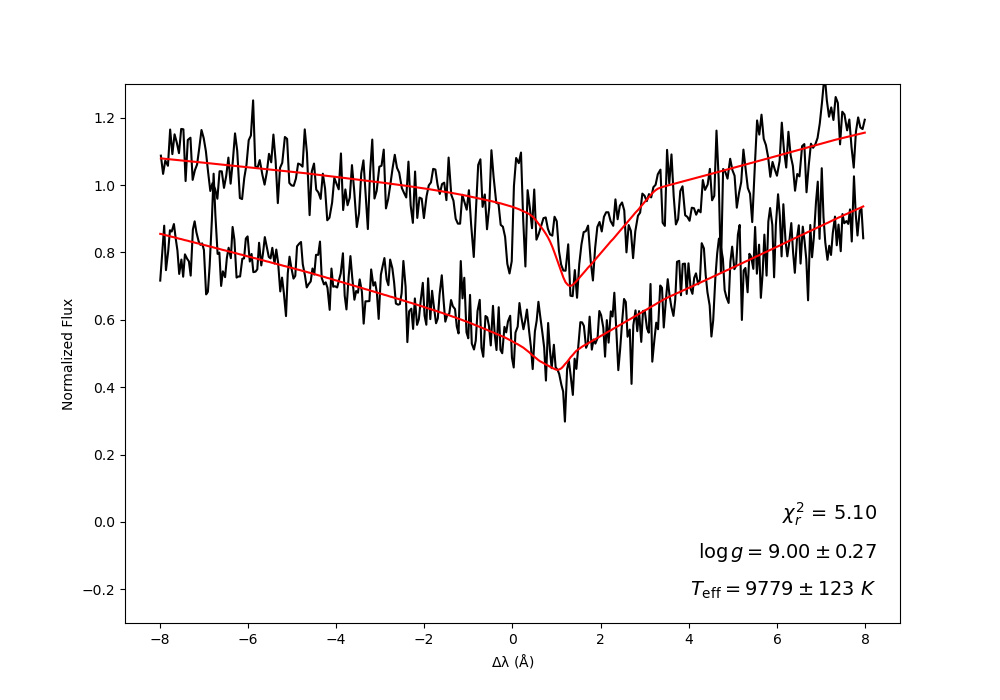 1.2
1.0
0.8
0.6
0.4
0.2
0.0
−0.2
Normalized Flux
χ²ᵣ = 5.10
log g = 9.00 ± 0.27
T_eff = 9779 ± 123 K
−8 −6 −4 −2 0 2 4 6 8
Δλ (Å)